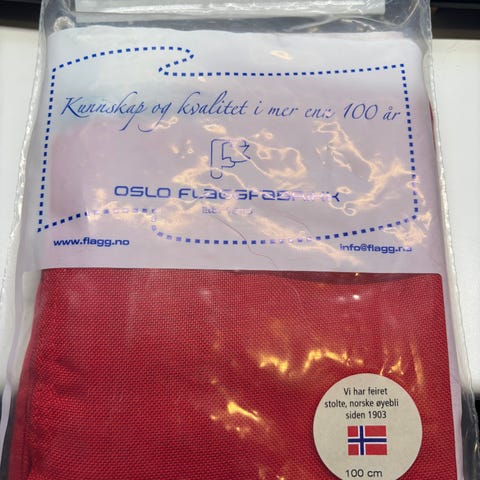 Kunnskap og kvalitet i mer enn 100 år
OSLO FLAGGFABRIKK
www.flagg.no
info@flagg.no
Vi har feiret
stolte, norske øyebli
siden 1903
100 cm